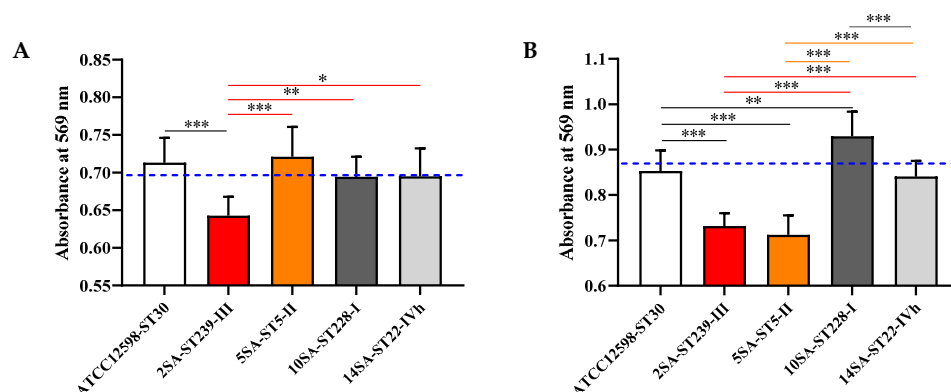 A
Absorbance at 569 nm
0.85
0.80
0.75
0.70
0.65
0.60
0.55
*
**
***
***
ATCC12598-ST30
2SA-ST239-III
5SA-ST5-II
10SA-ST228-I
14SA-ST22-IVh
B
Absorbance at 569 nm
1.1
1.0
0.9
0.8
0.7
0.6
***
***
***
***
***
**
***
***
ATCC12598-ST30
2SA-ST239-III
5SA-ST5-II
10SA-ST228-I
14SA-ST22-IVh